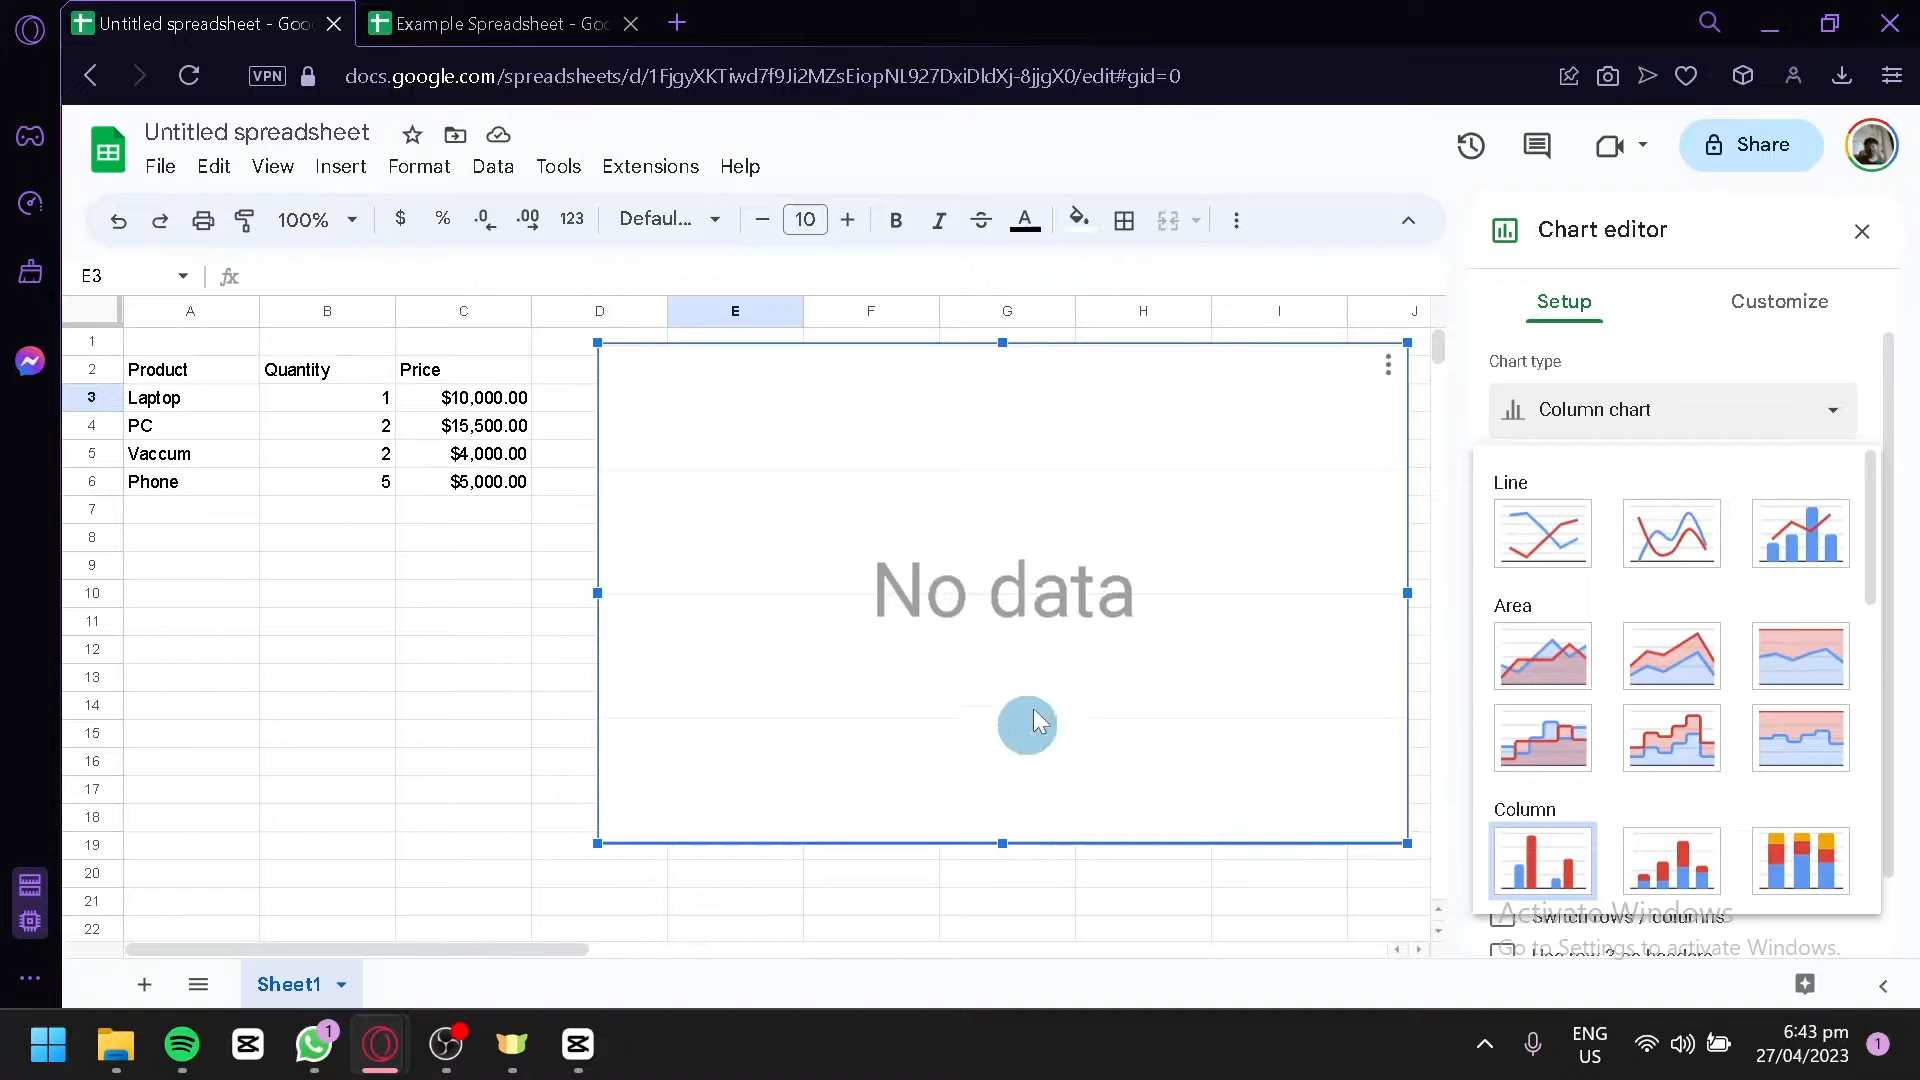 Untitled spreadsheet - Goo
Example Spreadsheet - Goo
VPN
docs.google.com/spreadsheets/d/1FjgyXKTiwd7f9Ji2MZsEiopNL927DxiDldXj-8jjgX0/edit#gid=0
Untitled spreadsheet
File Edit View Insert Format Data Tools Extensions Help
Share
100% $ % .0 .00 123 Defaul... 10 B I A
Chart editor
E3
fx
Setup Customize
A B C D E F G H I J
1
2 Product Quantity Price
3 Laptop 1 $10,000.00
4 PC 2 $15,500.00
5 Vaccum 2 $4,000.00
6 Phone 5 $5,000.00
7
8
9
10
11
12
13
14
15
16
17
18
19
20
21
22
No data
Chart type
Column chart
Line
Area
Column
Switch rows / columns
Activate Windows
Go to Settings to activate Windows.
Sheet1
1
ENG
US
6:43 pm
27/04/2023
1